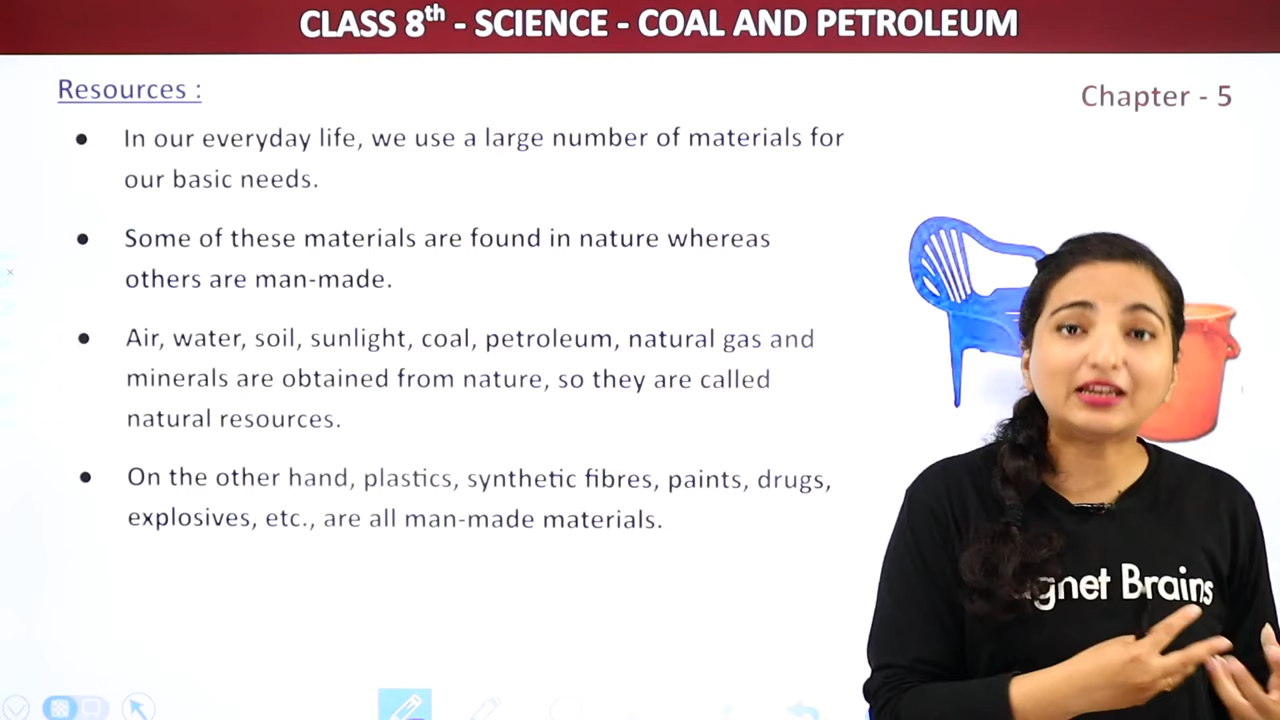 CLASS 8th - SCIENCE - COAL AND PETROLEUM
Resources :
Chapter - 5
● In our everyday life, we use a large number of materials for
our basic needs.
● Some of these materials are found in nature whereas
others are man-made.
● Air, water, soil, sunlight, coal, petroleum, natural gas and
minerals are obtained from nature, so they are called
natural resources.
● On the other hand, plastics, synthetic fibres, paints, drugs,
explosives, etc., are all man-made materials.
Brains